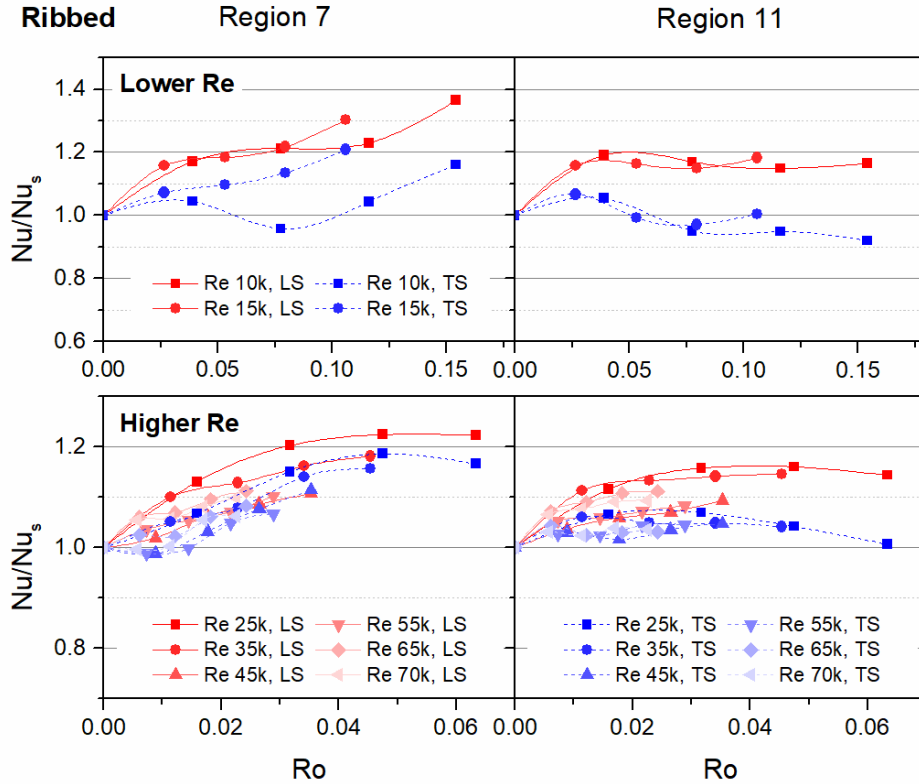 Ribbed Region 7 Region 11
Lower Re
1.4
1.2
1.0
0.8
0.6
Nu/Nus
Re 10k, LS Re 10k, TS
Re 15k, LS Re 15k, TS
0.00 0.05 0.10 0.15 0.00 0.05 0.10 0.15
Higher Re
1.2
1.0
0.8
Nu/Nus
Re 25k, LS Re 55k, LS Re 25k, TS Re 55k, TS
Re 35k, LS Re 65k, LS Re 35k, TS Re 65k, TS
Re 45k, LS Re 70k, LS Re 45k, TS Re 70k, TS
0.00 0.02 0.04 0.06 0.00 0.02 0.04 0.06
Ro Ro